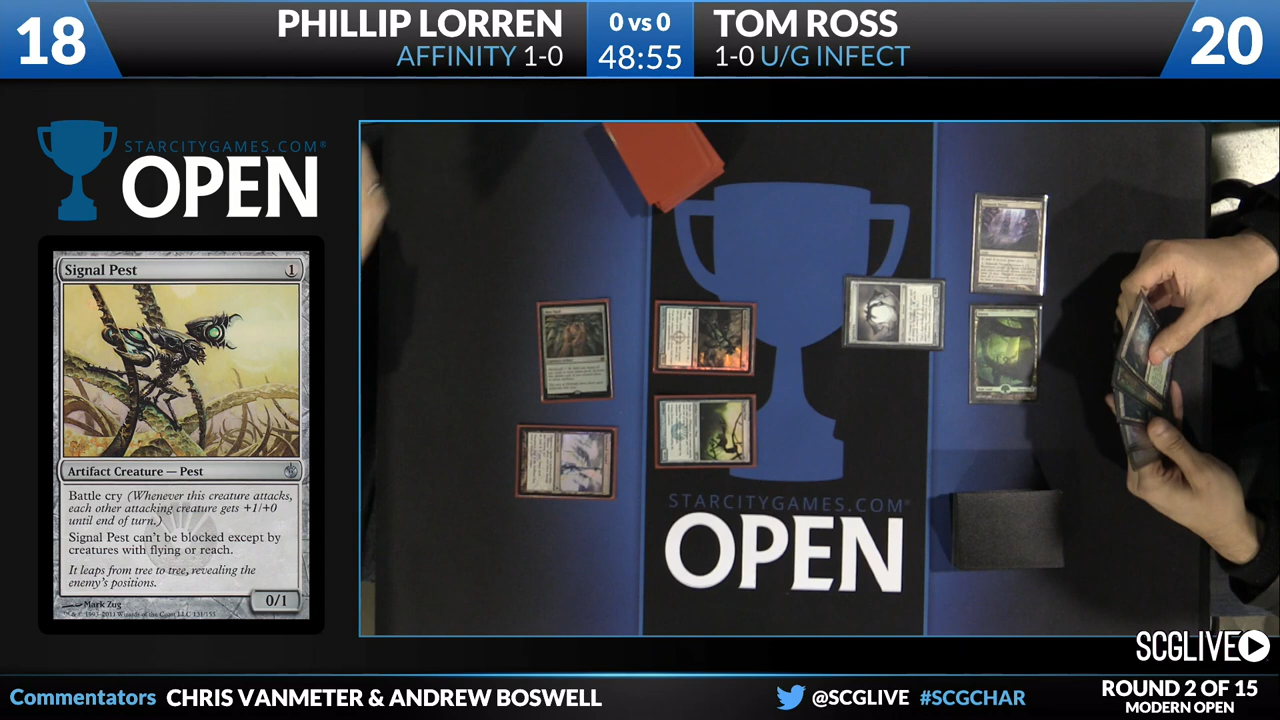 18
PHILLIP LORREN
AFFINITY 1-0
0 vs 0
48:55
TOM ROSS
1-0 U/G INFECT
20
STARCITYGAMES.COM®
OPEN
Signal Pest 1
Artifact Creature — Pest
Battle cry (Whenever this creature attacks,
each other attacking creature gets +1/+0
until end of turn.)
Signal Pest can't be blocked except by
creatures with flying or reach.
It leaps from tree to tree, revealing the
enemy's positions.
Mark Zug
0/1
STARCITYGAMES.COM®
OPEN
SCGLIVE
Commentators CHRIS VANMETER & ANDREW BOSWELL
@SCGLIVE #SCGCHAR
ROUND 2 OF 15
MODERN OPEN